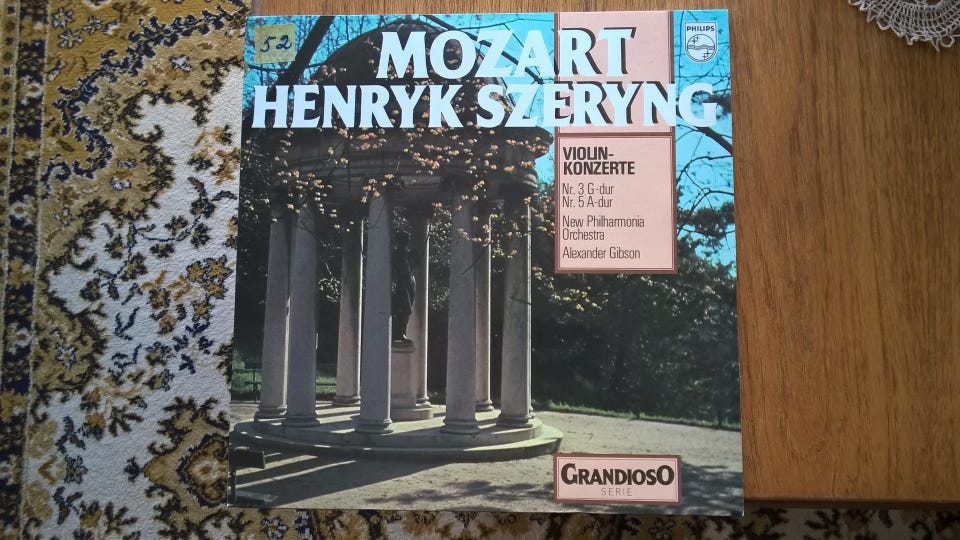 52
MOZART
PHILIPS
HENRYK SZERYNG
VIOLIN-
KONZERTE
Nr. 3 G-dur
Nr. 5 A-dur
New Philharmonia
Orchestra
Alexander Gibson
GRANDIOSO
SERIE